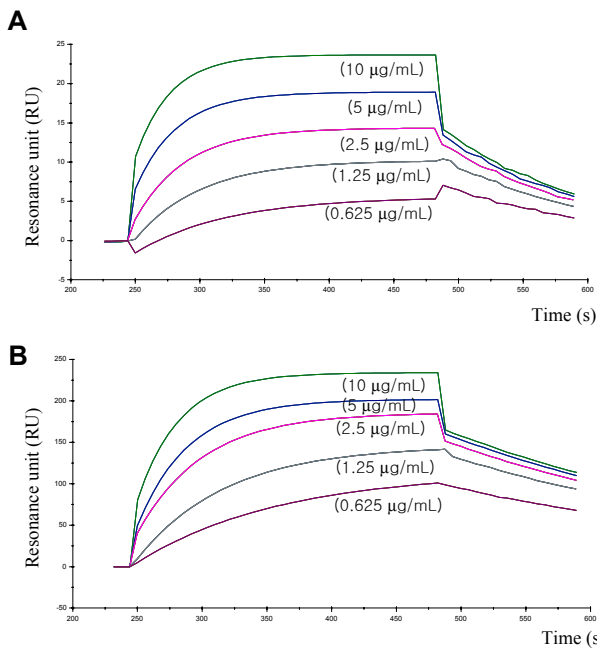 A
25
20
15
10
5
0
-5
Resonance unit (RU)
(10 μg/mL)
(5 μg/mL)
(2.5 μg/mL)
(1.25 μg/mL)
(0.625 μg/mL)
200 250 300 350 400 450 500 550 600
Time (s)
B
250
200
150
100
50
0
-50
Resonance unit (RU)
(10 μg/mL)
(5 μg/mL)
(2.5 μg/mL)
(1.25 μg/mL)
(0.625 μg/mL)
200 250 300 350 400 450 500 550 600
Time (s